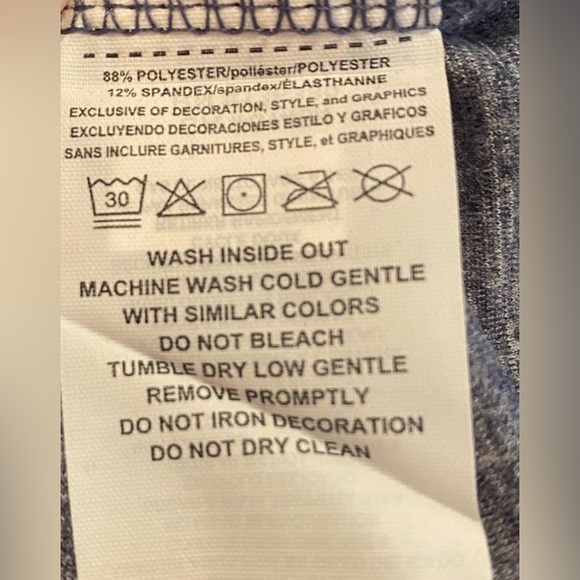 88% POLYESTER/poliéster/POLYESTER
12% SPANDEX/spandex/ÉLASTHANNE
EXCLUSIVE OF DECORATION, STYLE, and GRAPHICS
EXCLUYENDO DECORACIONES ESTILO Y GRAFICOS
SANS INCLURE GARNITURES, STYLE, et GRAPHIQUES
30
WASH INSIDE OUT
MACHINE WASH COLD GENTLE
WITH SIMILAR COLORS
DO NOT BLEACH
TUMBLE DRY LOW GENTLE
REMOVE PROMPTLY
DO NOT IRON DECORATION
DO NOT DRY CLEAN